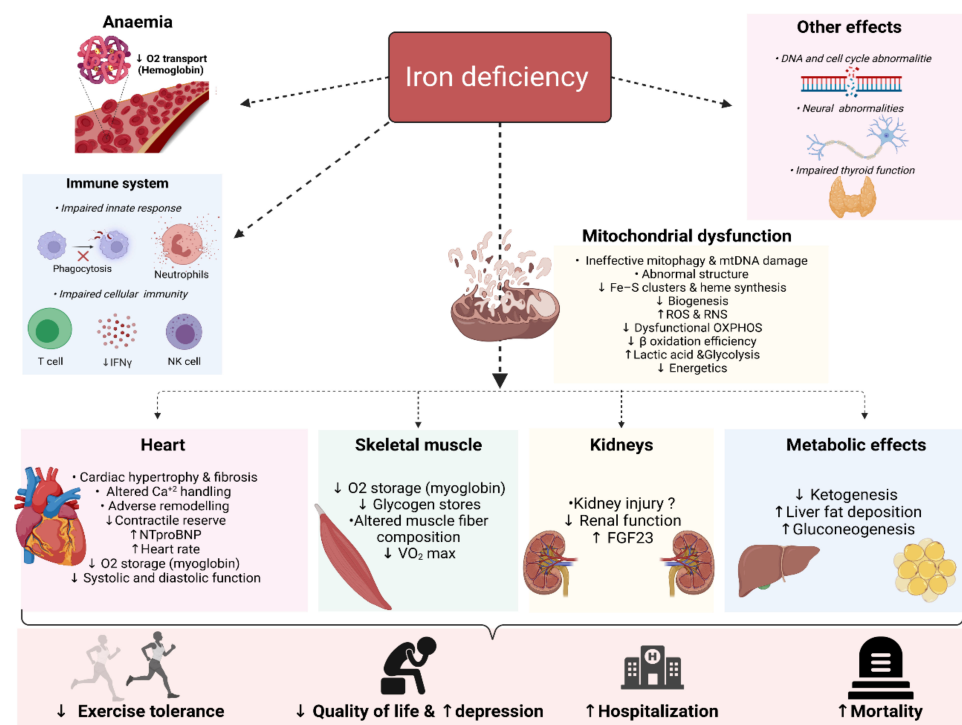 Anaemia
↓ O2 transport
(Hemoglobin)
Iron deficiency
Other effects
• DNA and cell cycle abnormalitie
• Neural abnormalities
• Impaired thyroid function
Immune system
• Impaired innate response
Phagocytosis
Neutrophils
• Impaired cellular immunity
T cell
↓IFNγ
NK cell
Mitochondrial dysfunction
• Ineffective mitophagy & mtDNA damage
• Abnormal structure
↓ Fe–S clusters & heme synthesis
↓ Biogenesis
↑ROS & RNS
↓ Dysfunctional OXPHOS
↓ β oxidation efficiency
↑Lactic acid &Glycolysis
↓ Energetics
Heart
• Cardiac hypertrophy & fibrosis
• Altered Ca⁺² handling
• Adverse remodelling
↓Contractile reserve
↑NTproBNP
↑Heart rate
↓ O2 storage (myoglobin)
↓ Systolic and diastolic function
Skeletal muscle
↓ O2 storage (myoglobin)
↓ Glycogen stores
•Altered muscle fiber
composition
↓ VO₂ max
Kidneys
•Kidney injury ?
↓ Renal function
↑ FGF23
Metabolic effects
↓ Ketogenesis
↑Liver fat deposition
↑Gluconeogenesis
↓ Exercise tolerance
↓ Quality of life & ↑depression
H
↑Hospitalization
↑Mortality